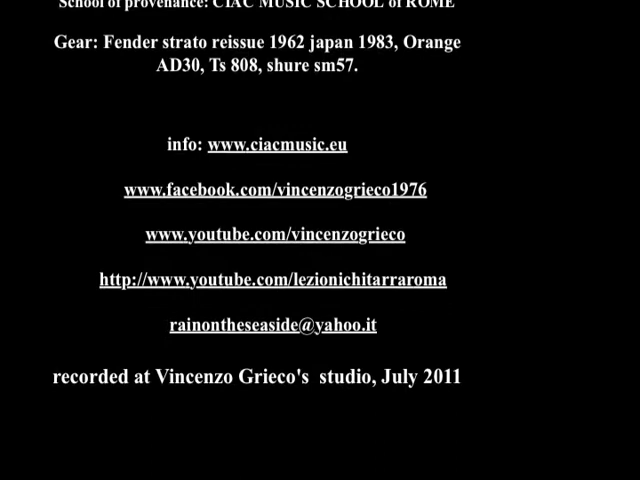 School of provenance: CIAC MUSIC SCHOOL of ROME
Gear: Fender strato reissue 1962 japan 1983, Orange
AD30, Ts 808, shure sm57.
info: www.ciacmusic.eu
www.facebook.com/vincenzogrieco1976
www.youtube.com/vincenzogrieco
http://www.youtube.com/lezionichitarraroma
rainontheseaside@yahoo.it
recorded at Vincenzo Grieco's  studio, July 2011